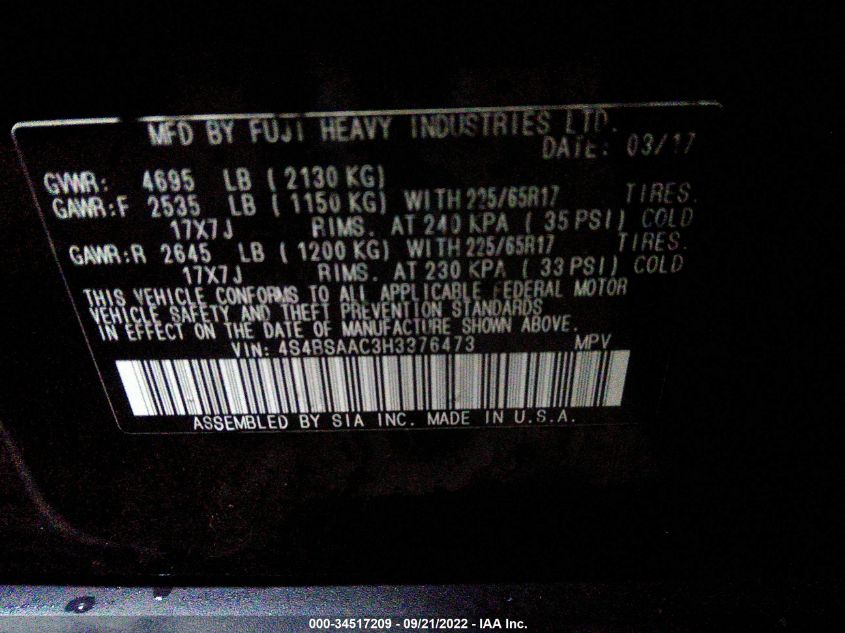 MFD BY FUJI HEAVY INDUSTRIES LTD.
DATE: 03/17
GVWR: 4695 LB ( 2130 KG)
GAWR:F 2535 LB ( 1150 KG) WITH 225/65R17 TIRES.
17X7J RIMS. AT 240 KPA ( 35 PSI) COLD
GAWR:R 2645 LB ( 1200 KG) WITH 225/65R17 TIRES.
17X7J RIMS. AT 230 KPA ( 33 PSI) COLD
THIS VEHICLE CONFORMS TO ALL APPLICABLE FEDERAL MOTOR
VEHICLE SAFETY AND THEFT PREVENTION STANDARDS
IN EFFECT ON THE DATE OF MANUFACTURE SHOWN ABOVE.
VIN: 4S4BSAAC3H3376473 MPV
ASSEMBLED BY SIA INC. MADE IN U.S.A.
000-34517209 - 09/21/2022 - IAA Inc.